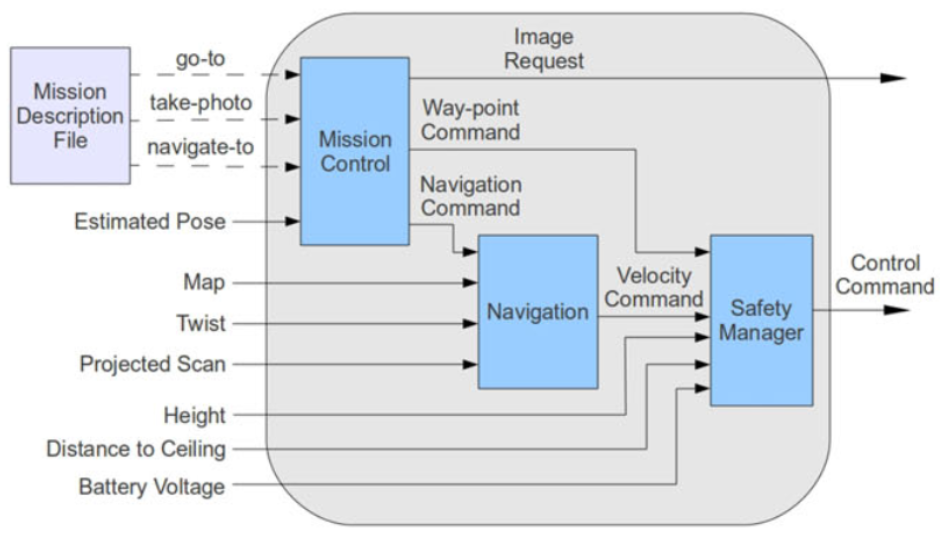 Mission
Description
File
go-to
take-photo
navigate-to
Estimated Pose
Map
Twist
Projected Scan
Height
Distance to Ceiling
Battery Voltage
Mission
Control
Image
Request
Way-point
Command
Navigation
Command
Navigation
Velocity
Command
Safety
Manager
Control
Command